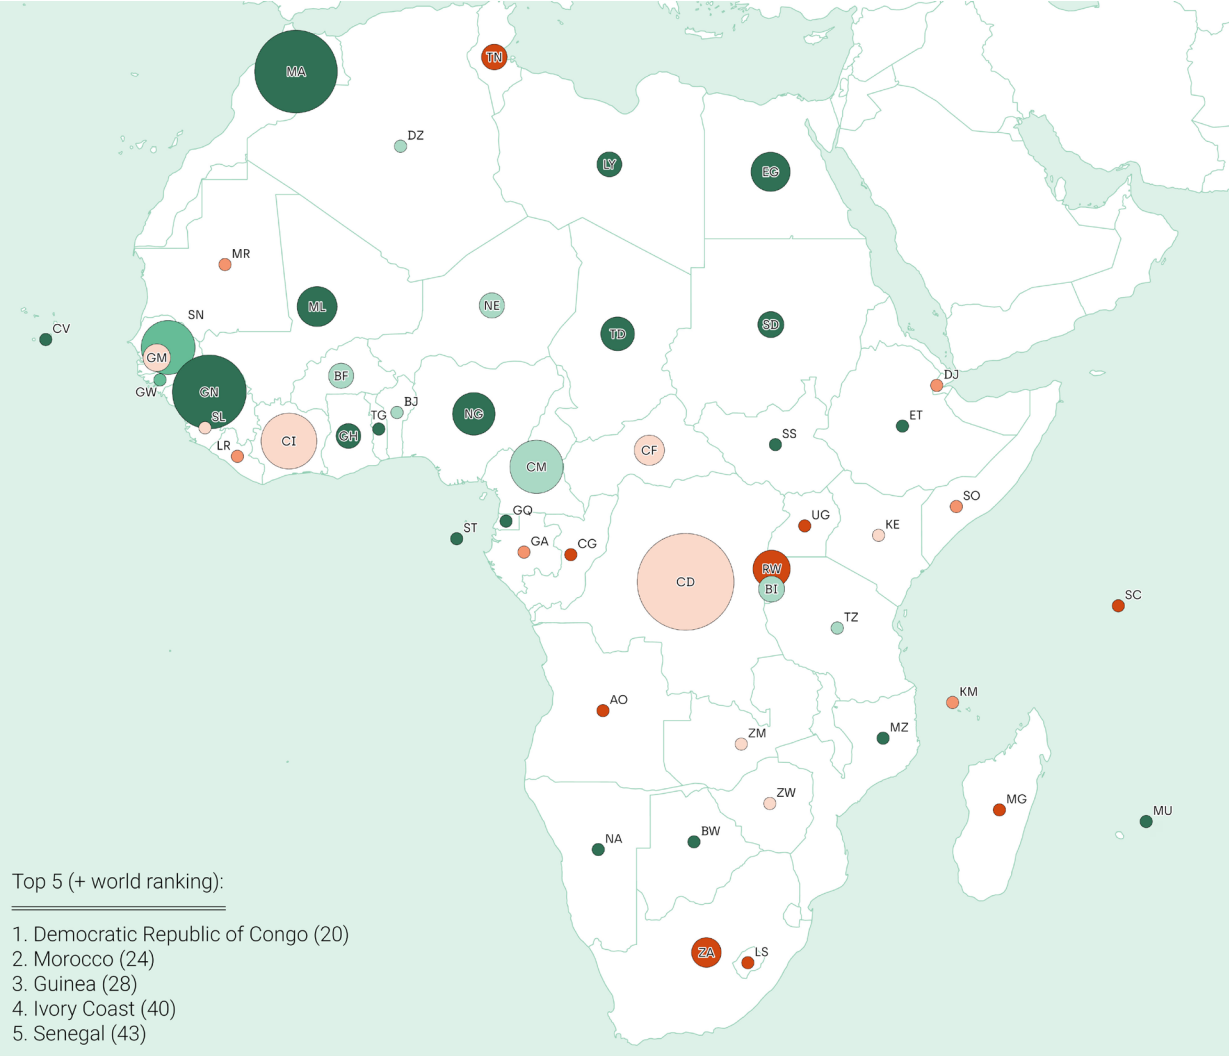 MA
TN
DZ
LY
EG
MR
ML
NE
SN
CV
TD
SD
GM
GW
GN
BF
DJ
BJ
SL
TG
NG
ET
LR
CI
GH
SS
CF
CM
SO
GQ
UG
KE
ST
GA
CG
RW
CD
BI
SC
TZ
KM
AO
ZM
MZ
ZW
MG
MU
NA
BW
ZA
LS
Top 5 (+ world ranking):
1. Democratic Republic of Congo (20)
2. Morocco (24)
3. Guinea (28)
4. Ivory Coast (40)
5. Senegal (43)